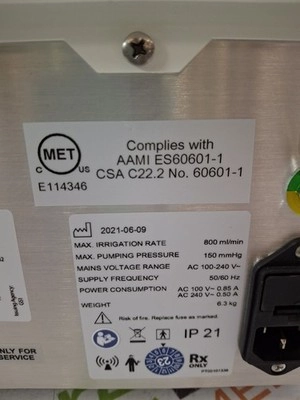 MET
C US
E114346
Complies with
AAMI ES60601-1
CSA C22.2 No. 60601-1
2021-06-09
MAX. IRRIGATION RATE 800 ml/min
MAX. PUMPING PRESSURE 150 mmHg
MAINS VOLTAGE RANGE AC 100-240 V~
SUPPLY FREQUENCY 50/60 Hz
POWER CONSUMPTION AC 100 V~ 0.85 A
AC 240 V~ 0.50 A
WEIGHT 6.3 kg
Risk of fire. Replace fuse as marked.
IP 21
Rx
ONLY
NLY FOR
SERVICE